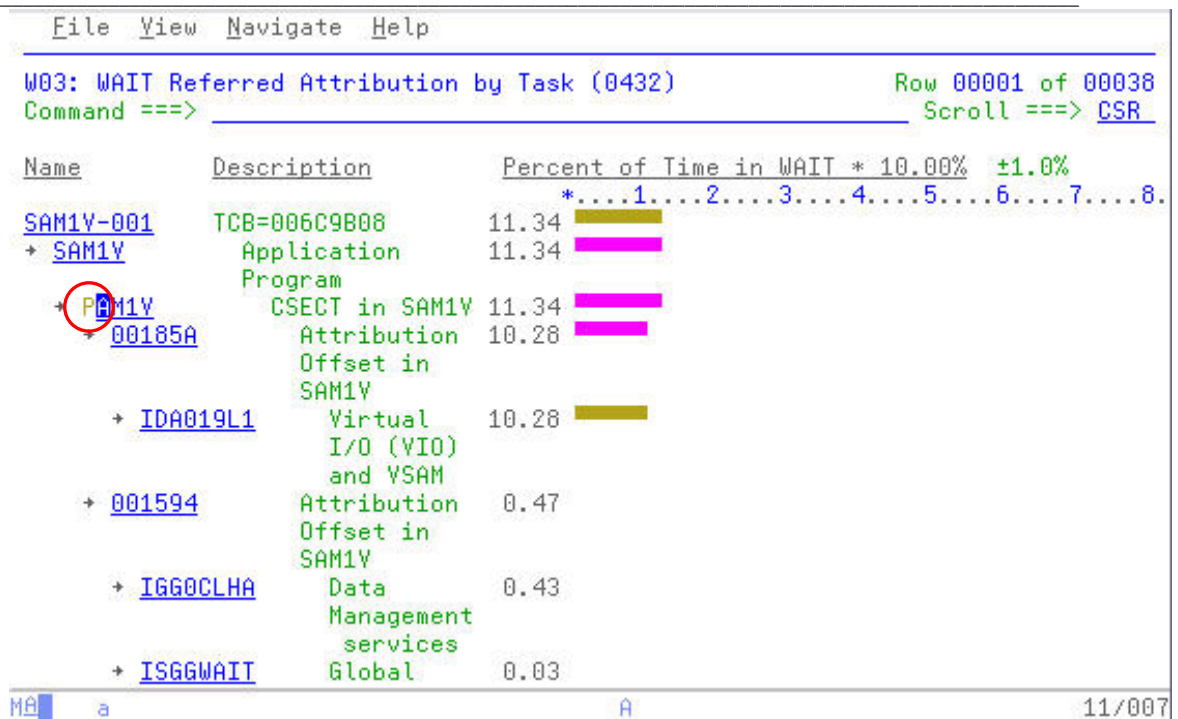 File View Navigate Help
W03: WAIT Referred Attribution by Task (0432) Row 00001 of 00038
Command ===> Scroll ===> CSR
Name Description Percent of Time in WAIT * 10.00% ±1.0%
*....1....2....3....4....5....6....7....8.
SAM1V-001 TCB=006C9B08 11.34
→ SAM1V Application 11.34
Program
→ PAM1V CSECT in SAM1V 11.34
→ 00185A Attribution 10.28
Offset in
SAM1V
→ IDA019L1 Virtual 10.28
I/O (VIO)
and VSAM
→ 001594 Attribution 0.47
Offset in
SAM1V
→ IGG0CLHA Data 0.43
Management
services
→ ISGGWAIT Global 0.03
MA a A 11/007